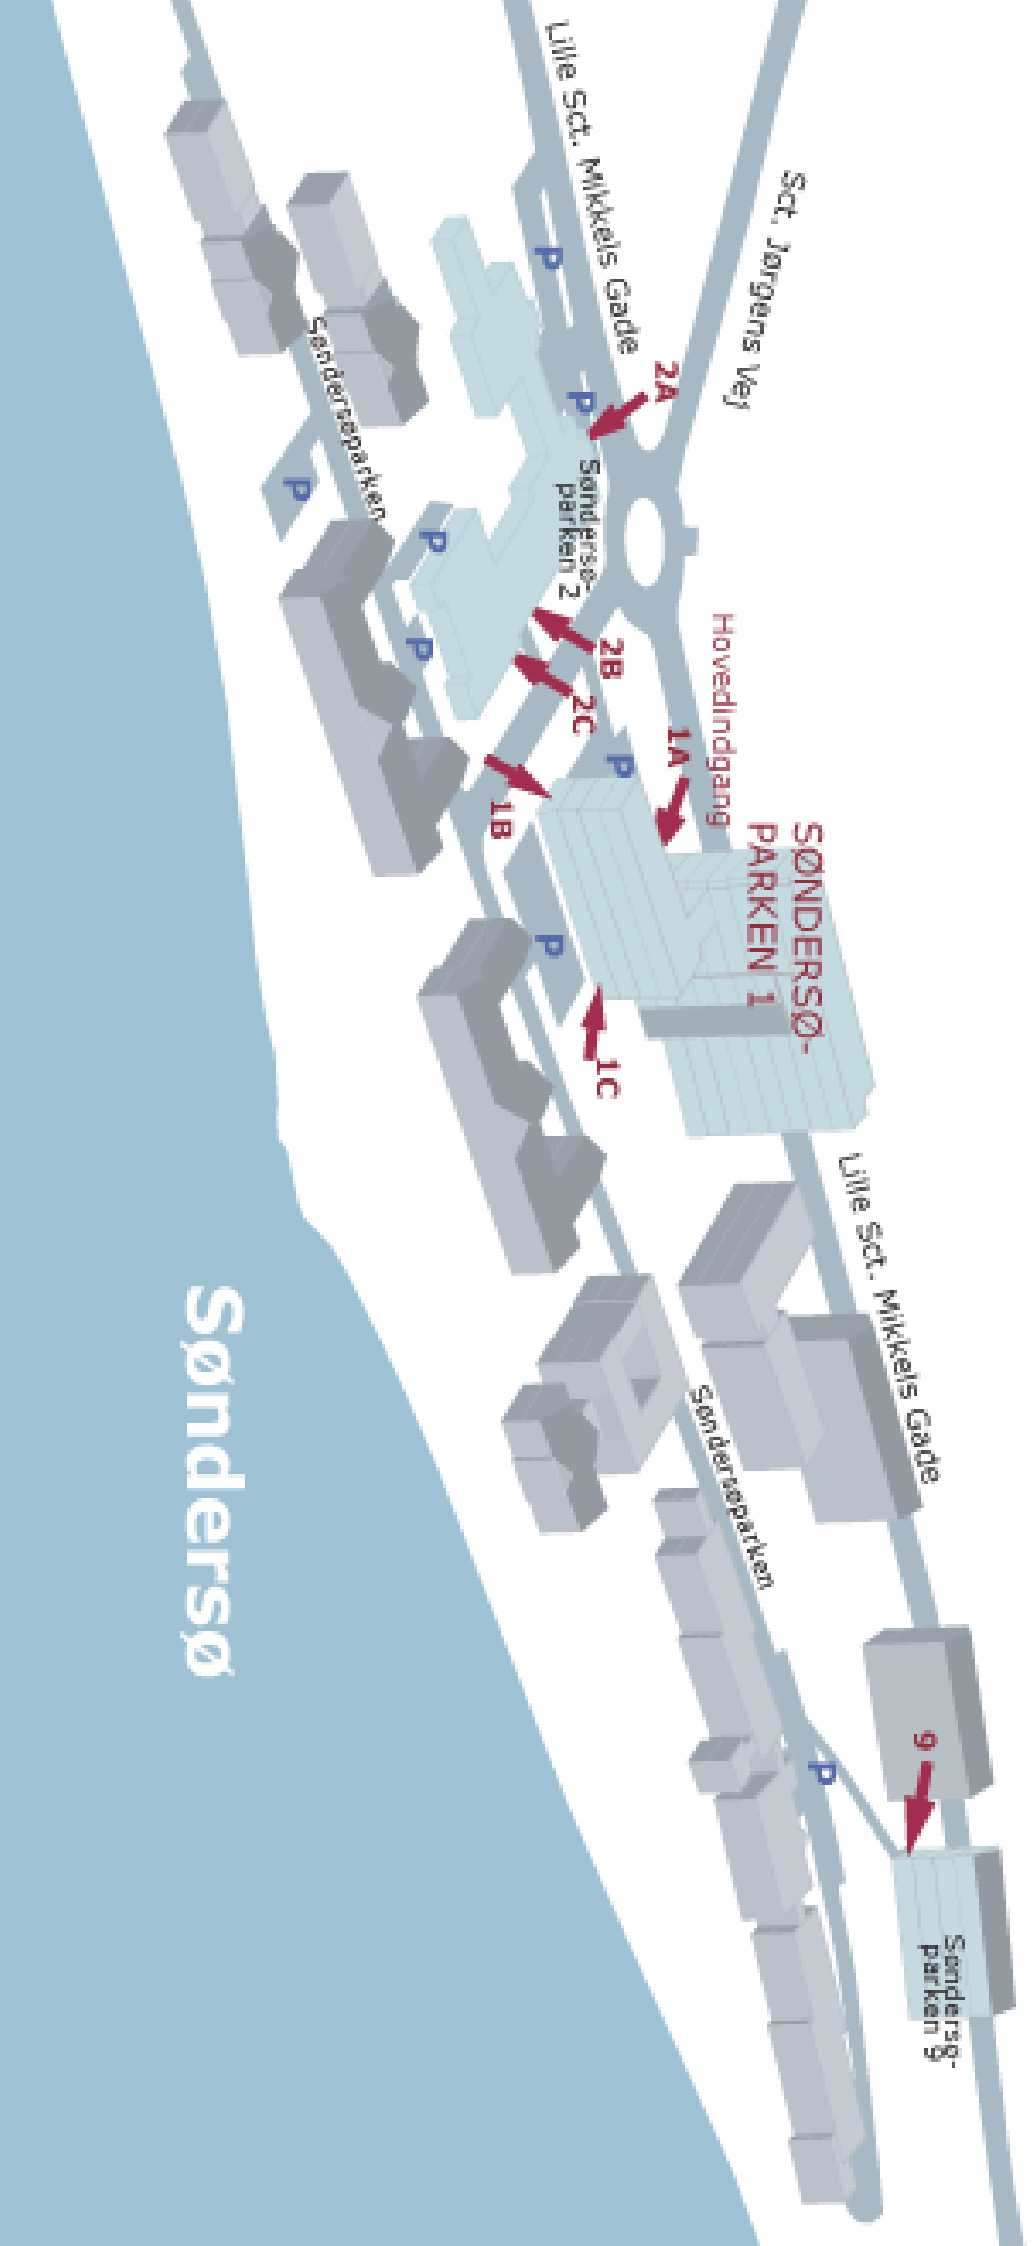 Sct. Jørgens Vej
Lille Sct. Mikkels Gade
P
2A
P
Søndersø-
parken 2
Søndersøparken
P
P
P
2B
2C
Hovedindgang
1A
P
1B
SØNDERSØ-
PARKEN 1
P
1C
Lille Sct. Mikkels Gade
Søndersø
Søndersøparken
9
P
Søndersø-
parken 9